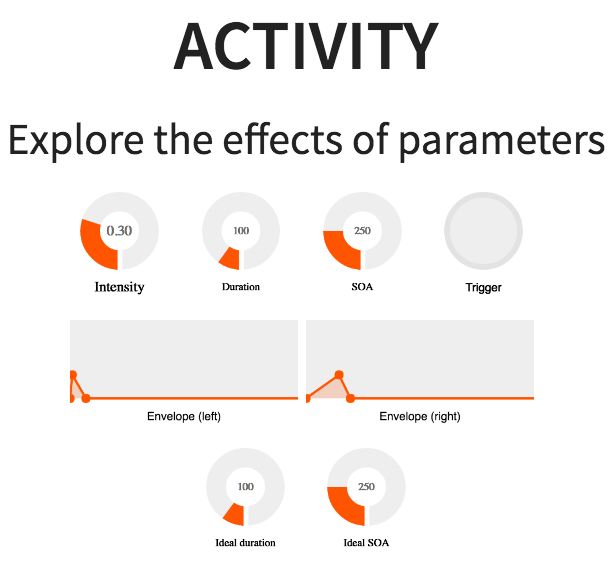 ACTIVITY
Explore the effects of parameters
0.30
100
250
Intensity
Duration
SOA
Trigger
Envelope (left)
Envelope (right)
100
250
Ideal duration
Ideal SOA